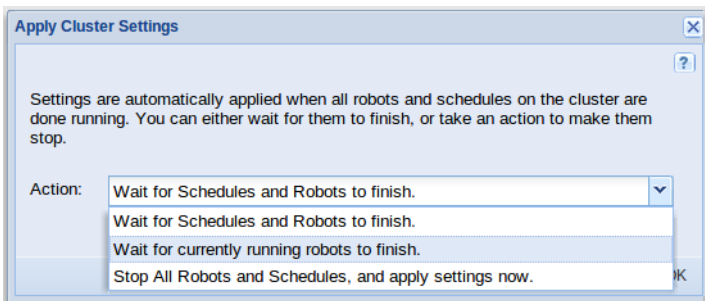 Apply Cluster Settings
?
Settings are automatically applied when all robots and schedules on the cluster are
done running. You can either wait for them to finish, or take an action to make them
stop.
Action: Wait for Schedules and Robots to finish.
Wait for Schedules and Robots to finish.
Wait for currently running robots to finish.
Stop All Robots and Schedules, and apply settings now.